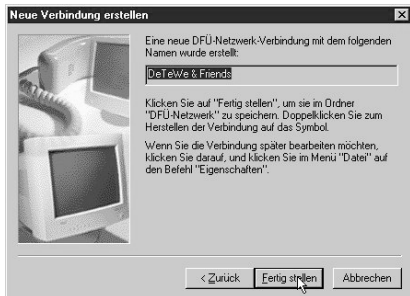 Neue Verbindung erstellen
Eine neue DFÜ-Netzwerk-Verbindung mit dem folgenden
Namen wurde erstellt:
DeTeWe & Friends
Klicken Sie auf "Fertig stellen", um sie im Ordner
"DFÜ-Netzwerk" zu speichern. Doppelklicken Sie zum
Herstellen der Verbindung auf das Symbol.
Wenn Sie die Verbindung später bearbeiten möchten,
klicken Sie darauf, und klicken Sie im Menü "Datei" auf
den Befehl "Eigenschaften".
< Zurück
Fertig stellen
Abbrechen